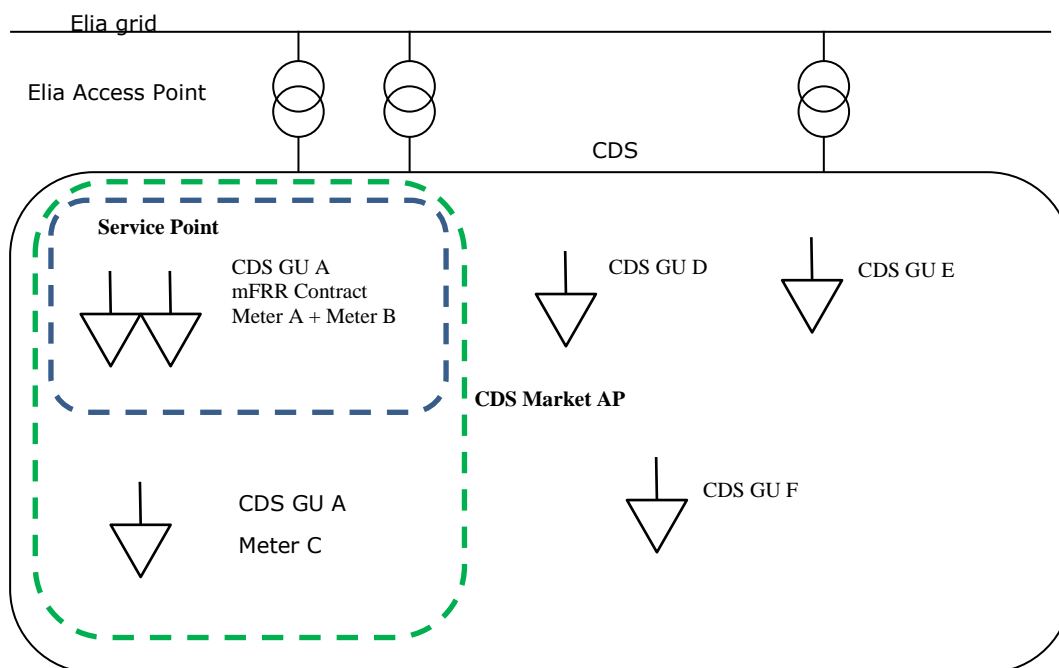 Elia grid
Elia Access Point
CDS
Service Point
CDS GU A
mFRR Contract
Meter A + Meter B
CDS GU D
CDS GU E
CDS Market AP
CDS GU A
Meter C
CDS GU F